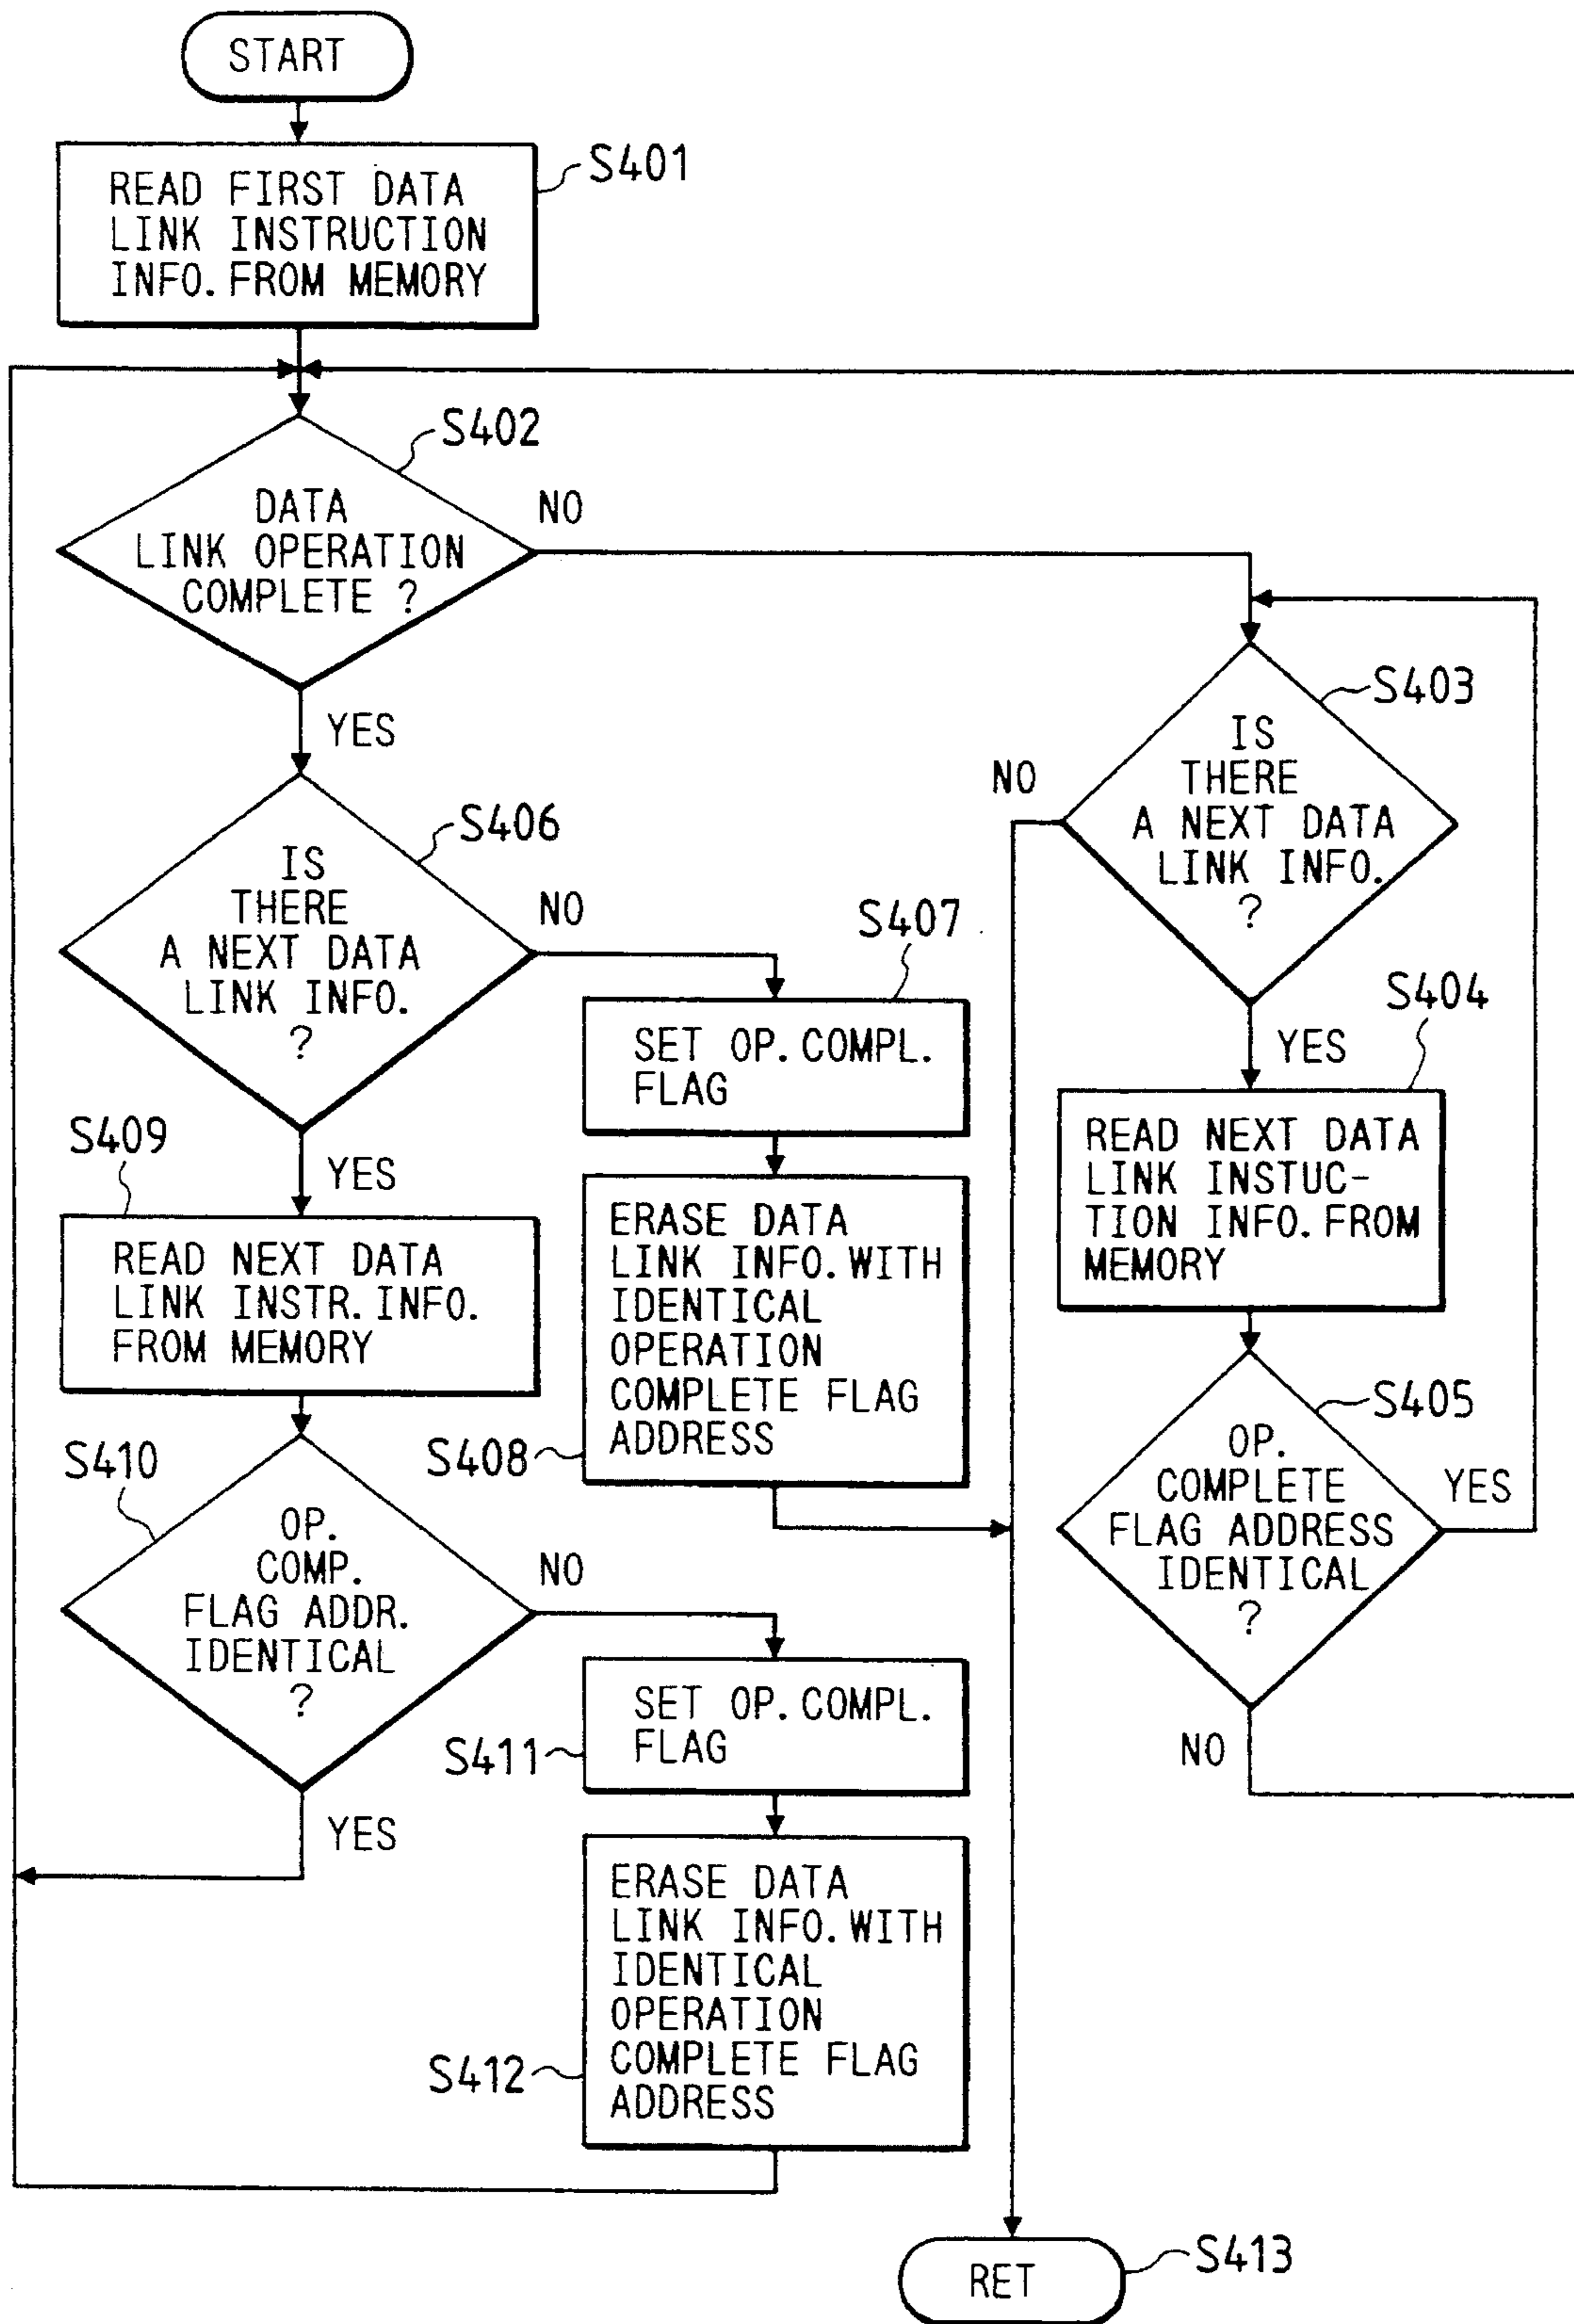 START
S401
READ FIRST DATA
LINK INSTRUCTION
INFO. FROM MEMORY
S402
DATA
LINK OPERATION
COMPLETE ?
NO
YES
S403
IS
THERE
A NEXT DATA
LINK INFO.
?
NO
YES
S404
READ NEXT DATA
LINK INSTUC-
TION INFO. FROM
MEMORY
S405
OP.
COMPLETE
FLAG ADDRESS
IDENTICAL
?
YES
NO
S406
IS
THERE
A NEXT DATA
LINK INFO.
?
NO
YES
S407
SET OP. COMPL.
FLAG
S408
ERASE DATA
LINK INFO. WITH
IDENTICAL
OPERATION
COMPLETE FLAG
ADDRESS
S409
READ NEXT DATA
LINK INSTR. INFO.
FROM MEMORY
S410
OP.
COMP.
FLAG ADDR.
IDENTICAL
?
NO
YES
S411
SET OP. COMPL.
FLAG
S412
ERASE DATA
LINK INFO. WITH
IDENTICAL
OPERATION
COMPLETE FLAG
ADDRESS
S413
RET